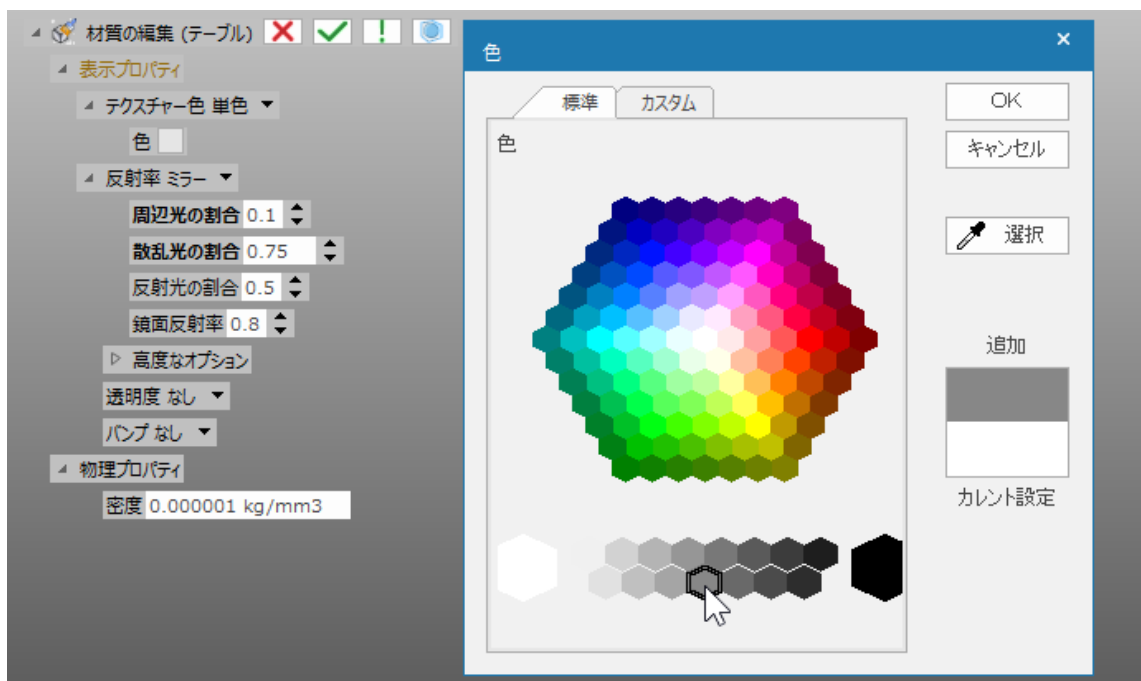 材質の編集 (テーブル)
表示プロパティ
テクスチャー色 単色
色
反射率 ミラー
周辺光の割合 0.1
散乱光の割合 0.75
反射光の割合 0.5
鏡面反射率 0.8
高度なオプション
透明度 なし
バンプ なし
物理プロパティ
密度 0.000001 kg/mm3
色
標準 カスタム
色
OK
キャンセル
選択
追加
カレント設定